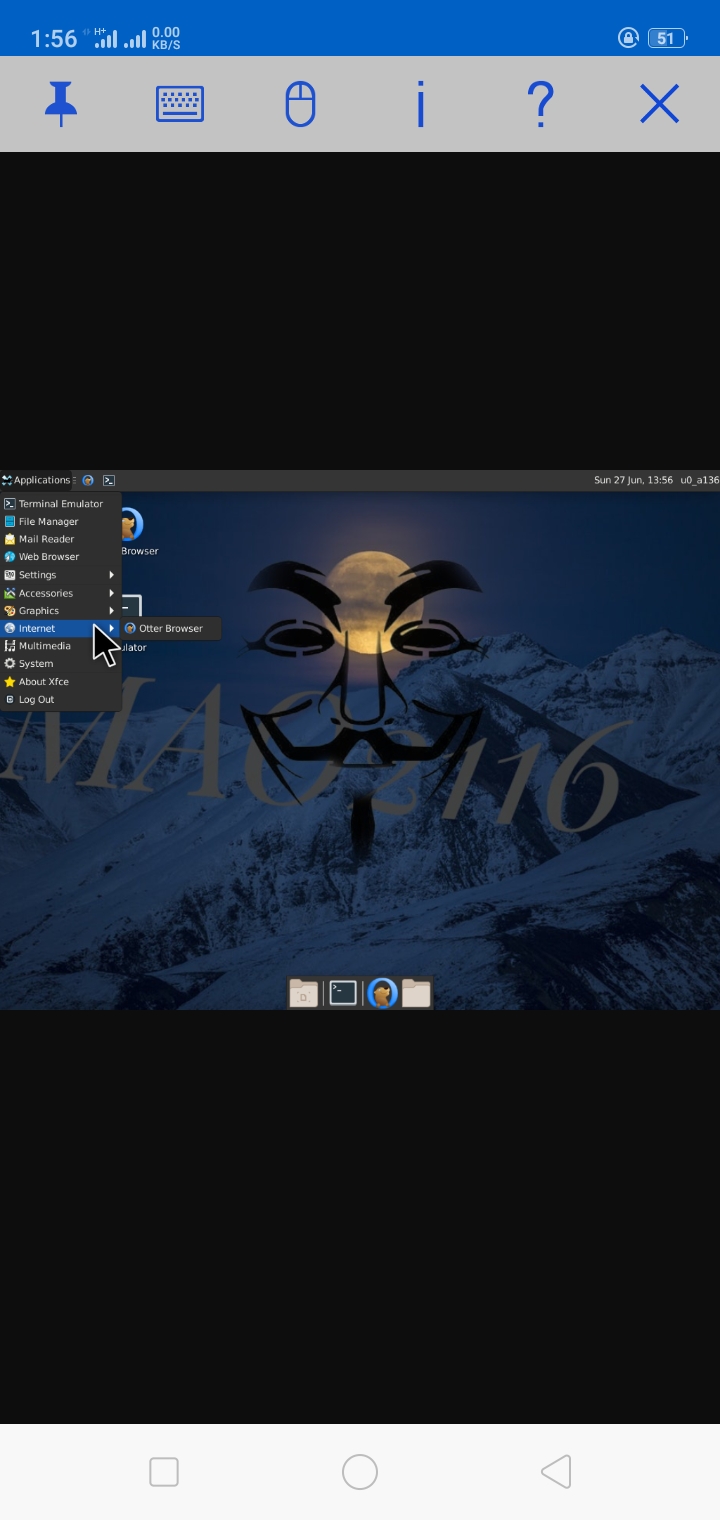 1:56 H+ 0.00 KB/S 51
Applications Sun 27 Jun, 13:56 u0_a136
Terminal Emulator
File Manager
Mail Reader
Browser
Web Browser
Settings
Accessories
Graphics
Internet Otter Browser
Multimedia
ulator
System
About Xfce
Log Out
MAO2116